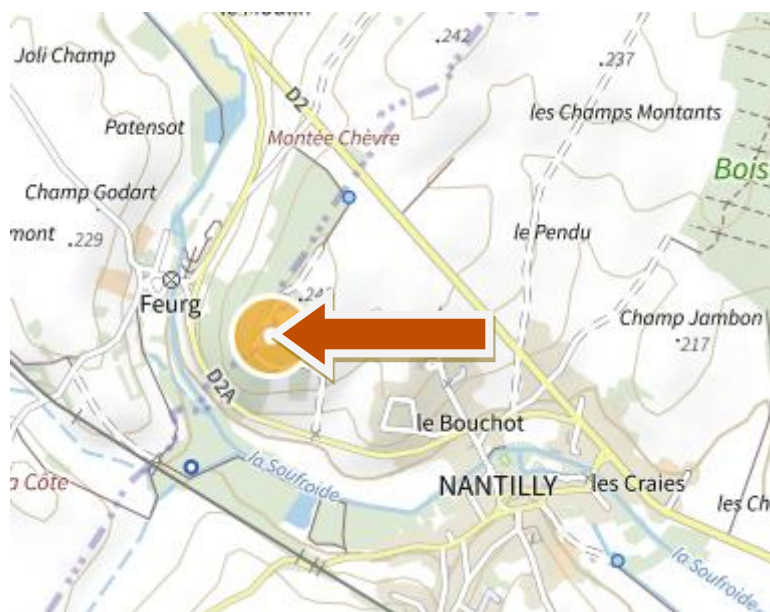 .242
Joli Champ
.237
D2
les Champs Montants
Patensot
Montée Chèvre
Bois
Champ Godart
mont .229
le Pendu
Feurg
Champ Jambon
.217
D2A
le Bouchot
la Soufroide
a Côte
NANTILLY
les Craies
les Ch
la Soufroide